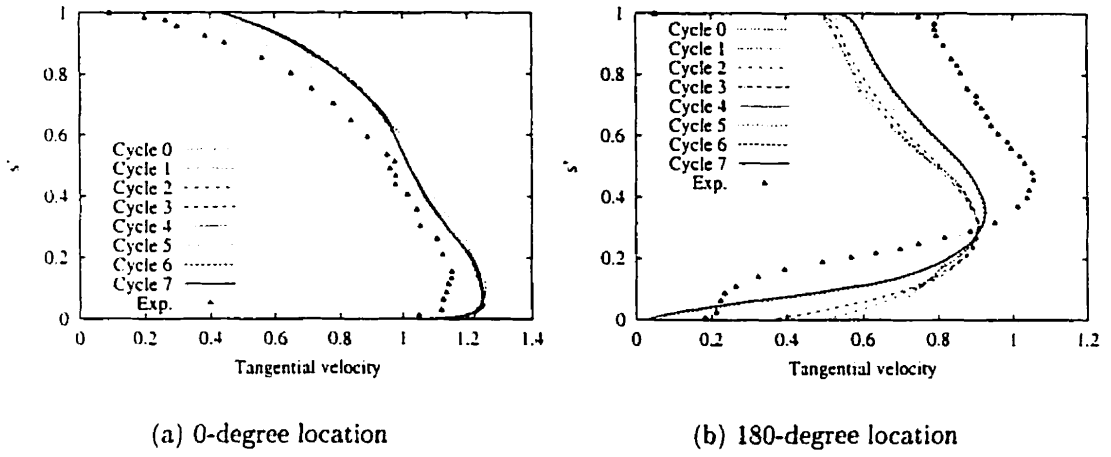 1
0.8
0.6
0.4
0.2
0
s'
Cycle 0
Cycle 1
Cycle 2
Cycle 3
Cycle 4
Cycle 5
Cycle 6
Cycle 7
Exp.
0 0.2 0.4 0.6 0.8 1 1.2 1.4
Tangential velocity
(a) 0-degree location
1
0.8
0.6
0.4
0.2
0
s'
Cycle 0
Cycle 1
Cycle 2
Cycle 3
Cycle 4
Cycle 5
Cycle 6
Cycle 7
Exp.
0 0.2 0.4 0.6 0.8 1 1.2
Tangential velocity
(b) 180-degree location